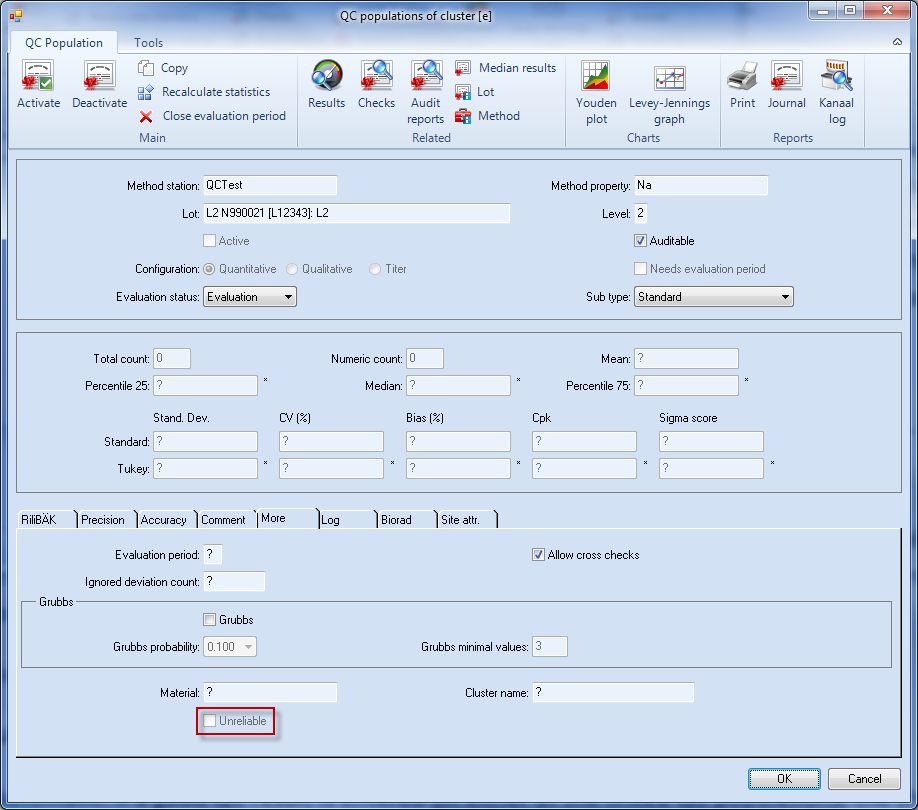 QC populations of cluster [e]
QC Population Tools
Activate Deactivate Copy Recalculate statistics Close evaluation period
Main
Results Checks Audit reports Median results Lot Method
Related
Youden plot Levey-Jennings graph
Charts
Print Journal Kanaal log
Reports
Method station: QCTest Method property: Na
Lot: L2 N990021 [L12343]: L2 Level: 2
Active Auditable
Configuration: Quantitative Qualitative Titer Needs evaluation period
Evaluation status: Evaluation Sub type: Standard
Total count: 0 Numeric count: 0 Mean: ?
Percentile 25: ? * Median: ? * Percentile 75: ? *
Stand. Dev. CV (%) Bias (%) Cpk Sigma score
Standard: ? ? ? ? ?
Tukey: ? * ? * ? * ? * ? *
RiliBÄK Precision Accuracy Comment More Log Biorad Site attr.
Evaluation period: ? Allow cross checks
Ignored deviation count: ?
Grubbs
Grubbs
Grubbs probability: 0.100 Grubbs minimal values: 3
Material: ? Cluster name: ?
Unreliable
OK Cancel